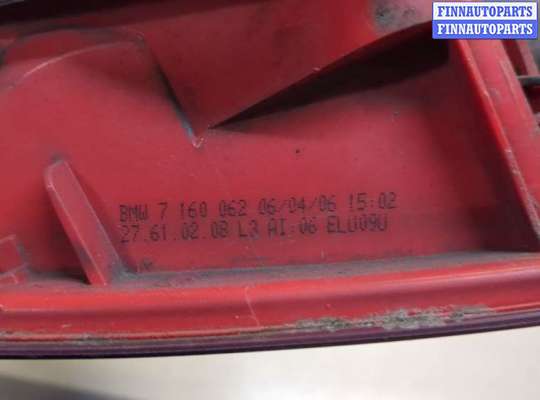 FINNAUTOPARTS
FINNAUTOPARTS
BMW 7 160 062 06/04/06 15:02
27.61.02.08 L3 AI:06 ELU09U